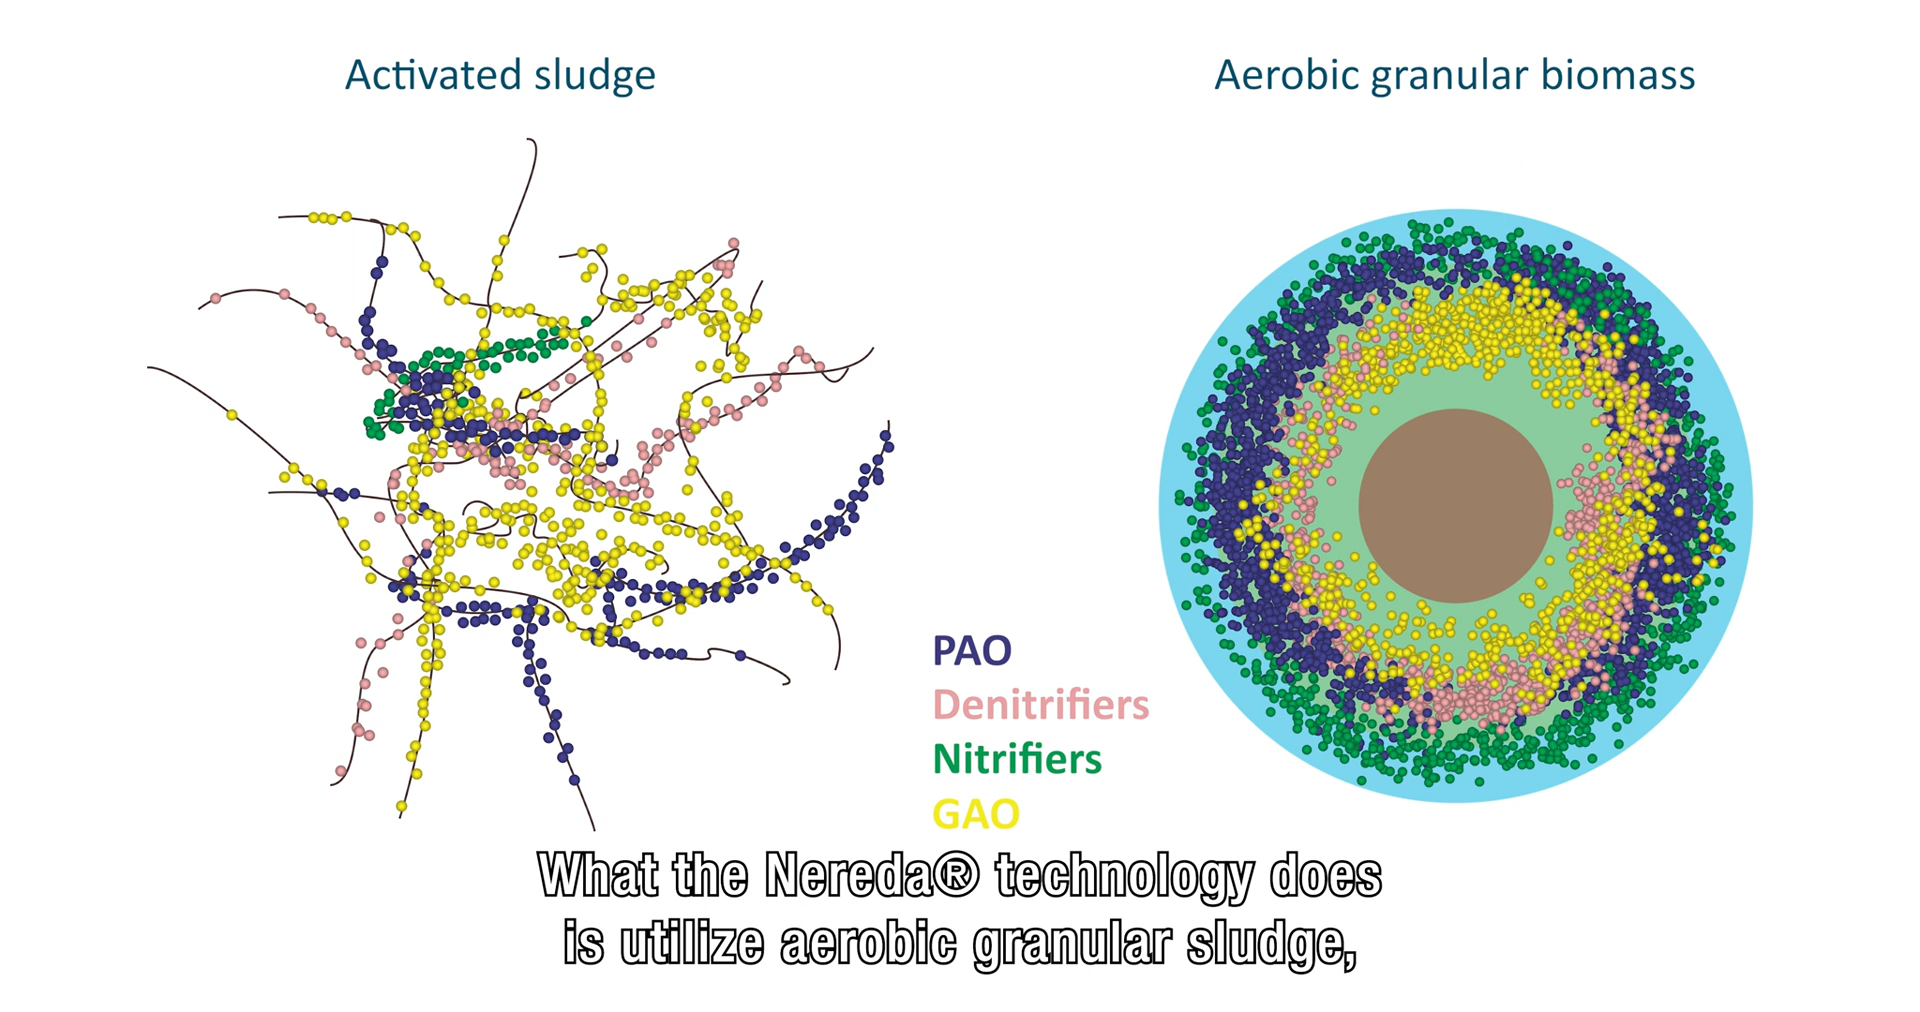 Activated sludge
Aerobic granular biomass
PAO
Denitrifiers
Nitrifiers
GAO
What the Nereda® technology does
is utilize aerobic granular sludge,